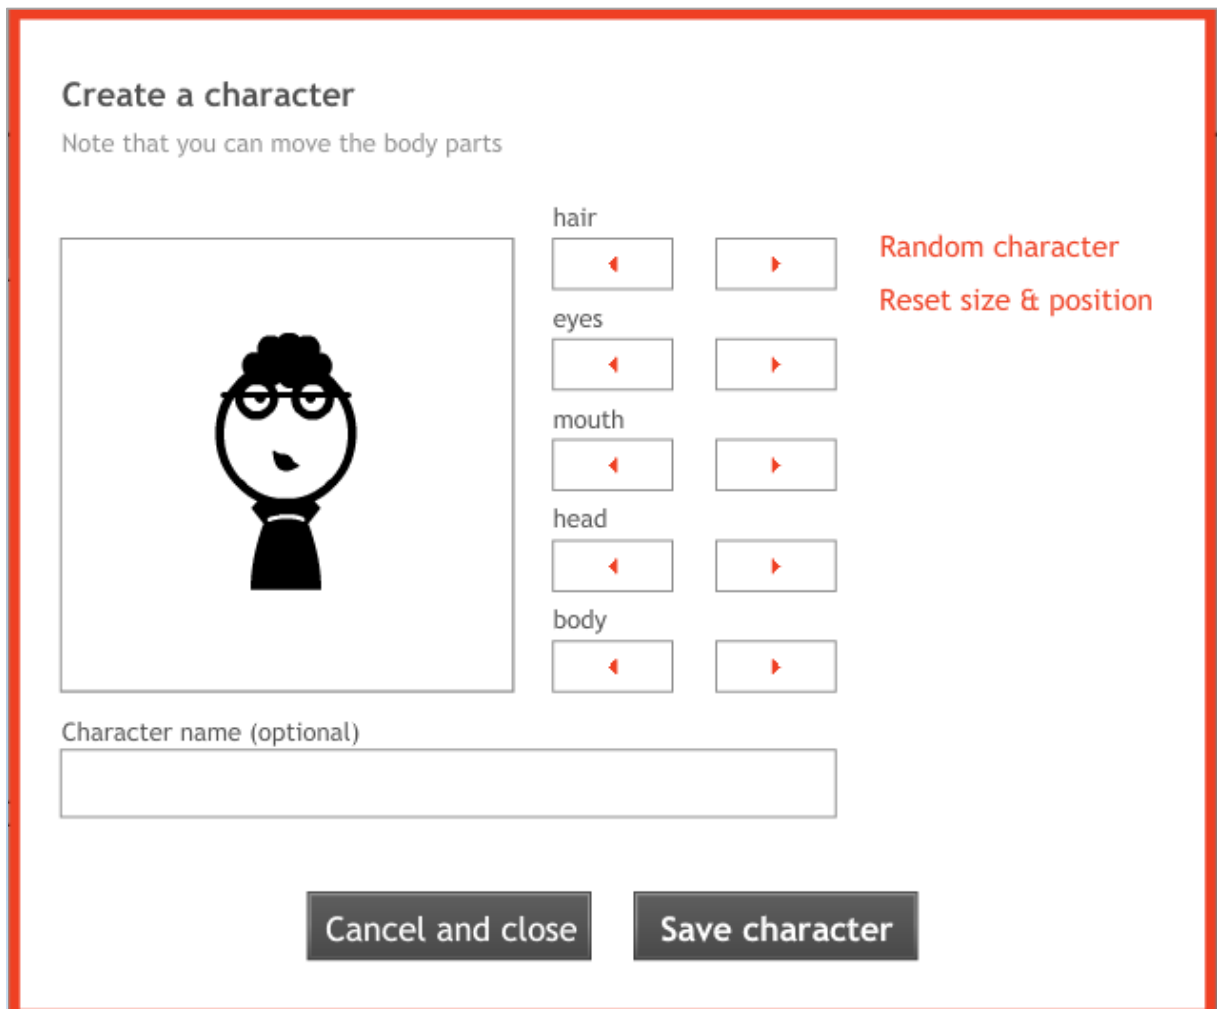 Create a character
Note that you can move the body parts
hair
Random character
Reset size & position
eyes
mouth
head
body
Character name (optional)
Cancel and close
Save character